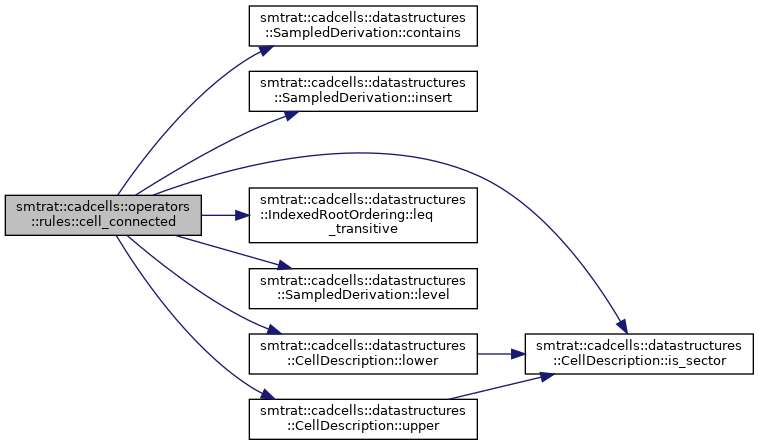 smtrat::cadcells::datastructures
::SampledDerivation::contains
smtrat::cadcells::datastructures
::SampledDerivation::insert
smtrat::cadcells::operators
::rules::cell_connected
smtrat::cadcells::datastructures
::IndexedRootOrdering::leq
_transitive
smtrat::cadcells::datastructures
::SampledDerivation::level
smtrat::cadcells::datastructures
::CellDescription::lower
smtrat::cadcells::datastructures
::CellDescription::is_sector
smtrat::cadcells::datastructures
::CellDescription::upper